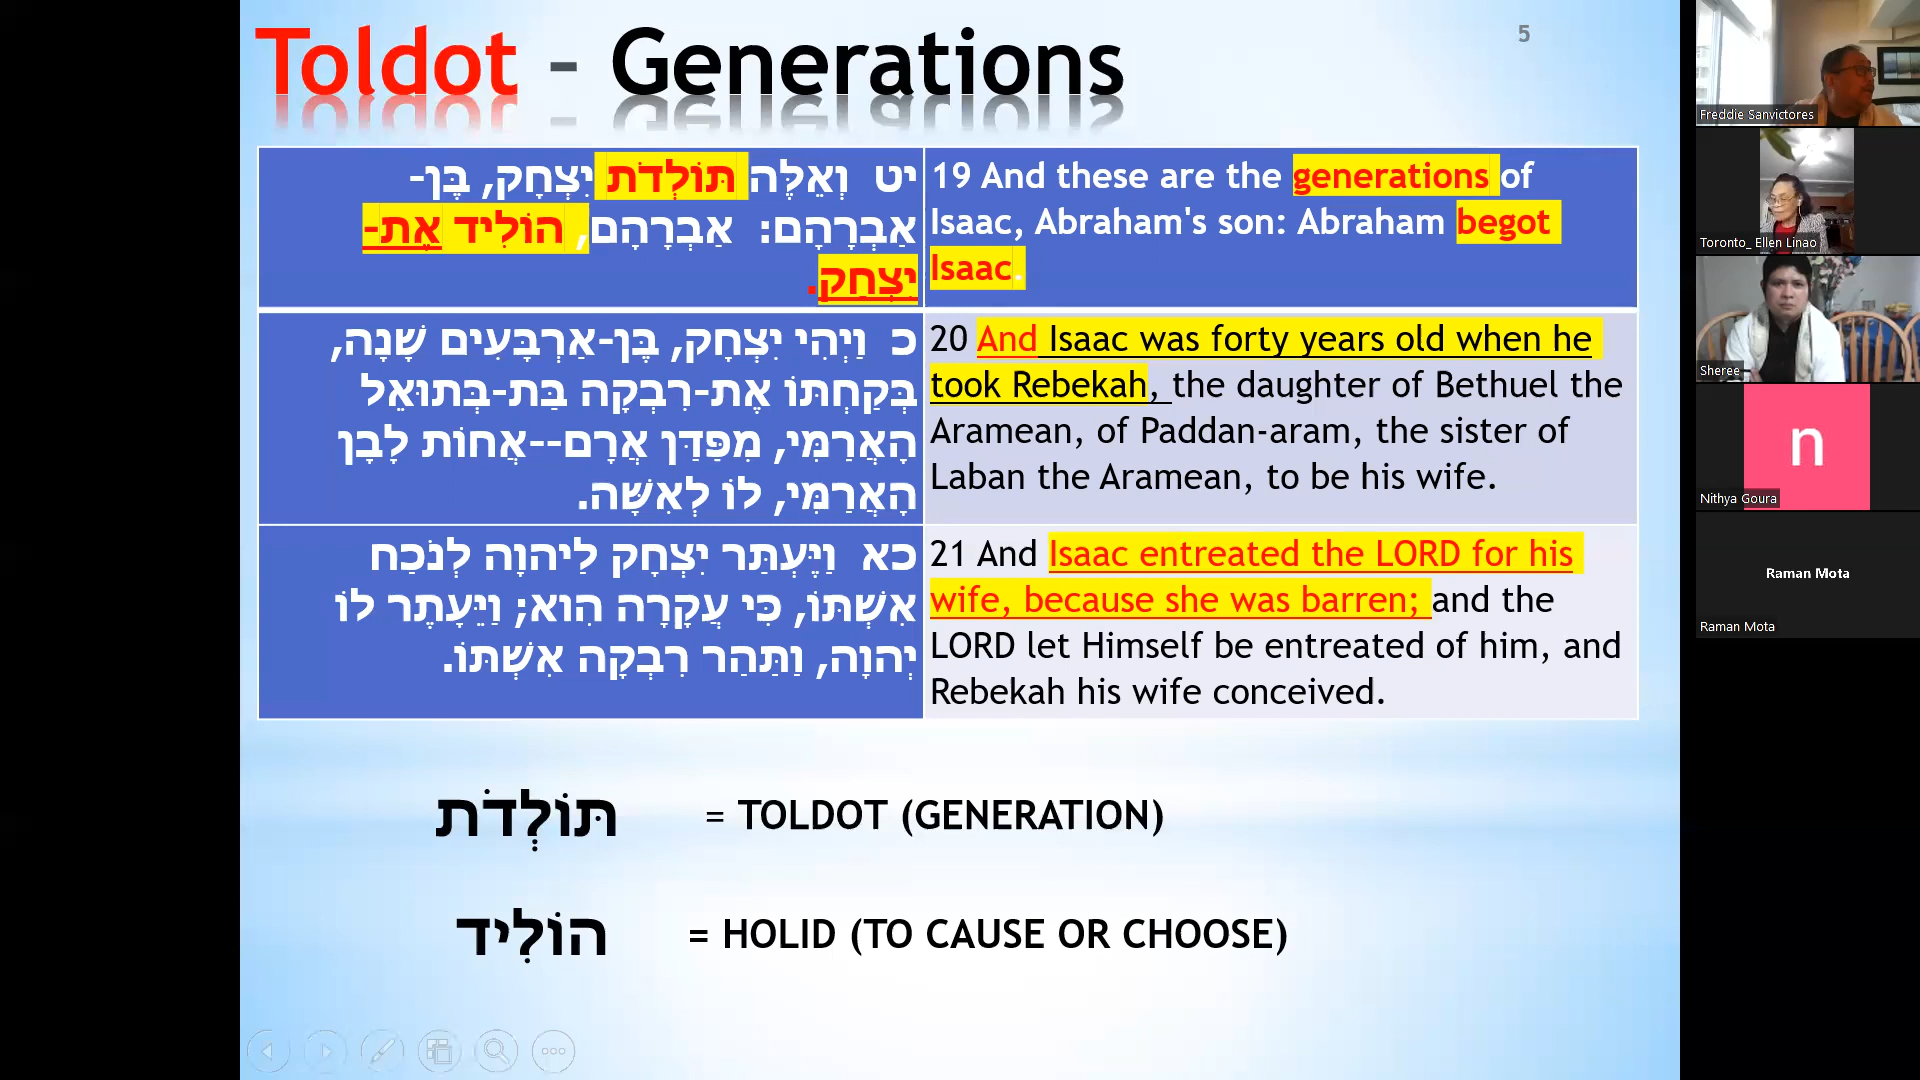 Toldot - Generations
5
יט וְאֵלֶּה תּוֹלְדֹת יִצְחָק, בֶּן-
אַבְרָהָם: אַבְרָהָם, הוֹלִיד אֶת-
יִצְחָק.
19 And these are the generations of
Isaac, Abraham's son: Abraham begot
Isaac.
כ וַיְהִי יִצְחָק, בֶּן-אַרְבָּעִים שָׁנָה,
בְּקַחְתּוֹ אֶת-רִבְקָה בַּת-בְּתוּאֵל
הָאֲרַמִּי, מִפַּדַּן אֲרָם--אֲחוֹת לָבָן
הָאֲרַמִּי, לוֹ לְאִשָּׁה.
20 And Isaac was forty years old when he
took Rebekah, the daughter of Bethuel the
Aramean, of Paddan-aram, the sister of
Laban the Aramean, to be his wife.
כא וַיֶּעְתַּר יִצְחָק לַיהוָה לְנֹכַח
אִשְׁתּוֹ, כִּי עֲקָרָה הִוא; וַיֵּעָתֶר לוֹ
יְהוָה, וַתַּהַר רִבְקָה אִשְׁתּוֹ.
21 And Isaac entreated the LORD for his
wife, because she was barren; and the
LORD let Himself be entreated of him, and
Rebekah his wife conceived.
תּוֹלְדֹת = TOLDOT (GENERATION)
הוֹלִיד = HOLID (TO CAUSE OR CHOOSE)
Freddie Sanvictores
Toronto_ Ellen Linao
Sheree
n
Nithya Goura
Raman Mota
Raman Mota